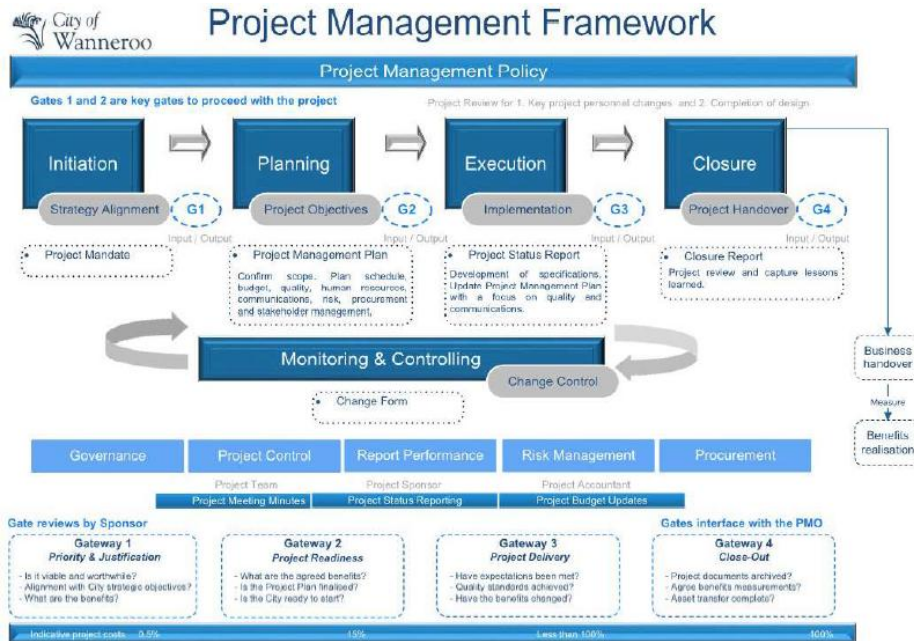 City of
Wanneroo
Project Management Framework
Project Management Policy
Gates 1 and 2 are key gates to proceed with the project
Project Review for 1. Key project personnel changes and 2. Completion of design
Initiation
Planning
Execution
Closure
Strategy Alignment
G1
Project Objectives
G2
Implementation
G3
Project Handover
G4
Input / Output
Input / Output
Input / Output
Input / Output
• Project Mandate
• Project Management Plan
Confirm scope. Plan schedule,
budget, quality, human resources,
communications, risk, procurement
and stakeholder management.
• Project Status Report
Development of specifications.
Update Project Management Plan
with a focus on quality and
communications.
• Closure Report
Project review and capture lessons
learned.
Monitoring & Controlling
Change Control
• Change Form
Business
handover
Measure
Benefits
realisation
Governance
Project Control
Report Performance
Risk Management
Procurement
Project Team
Project Sponsor
Project Accountant
Project Meeting Minutes
Project Status Reporting
Project Budget Updates
Gate reviews by Sponsor
Gates interface with the PMO
Gateway 1
Priority & Justification
- Is it viable and worthwhile?
- Alignment with City strategic objectives?
- What are the benefits?
Gateway 2
Project Readiness
- What are the agreed benefits?
- Is the Project Plan finalised?
- Is the City ready to start?
Gateway 3
Project Delivery
- Have expectations been met?
- Quality standards achieved?
- Have the benefits changed?
Gateway 4
Close-Out
- Project documents archived?
- Agree benefits measurements?
- Asset transfer complete?
Indicative project costs 0.5% 15% Less than 100% 100%